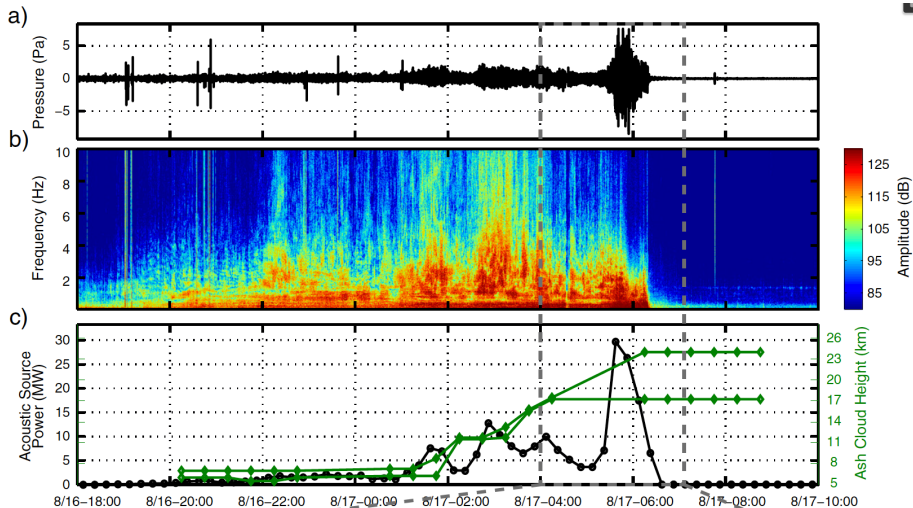 a)
Pressure (Pa)
5
0
−5
b)
Frequency (Hz)
10
8
6
4
2
Amplitude (dB)
125
115
105
95
85
c)
Acoustic Source
Power (MW)
30
25
20
15
10
5
0
Ash Cloud Height (km)
26
23
20
17
14
11
8
5
8/16−18:00 8/16−20:00 8/16−22:00 8/17−00:00 8/17−02:00 8/17−04:00 8/17−06:00 8/17−08:00 8/17−10:00